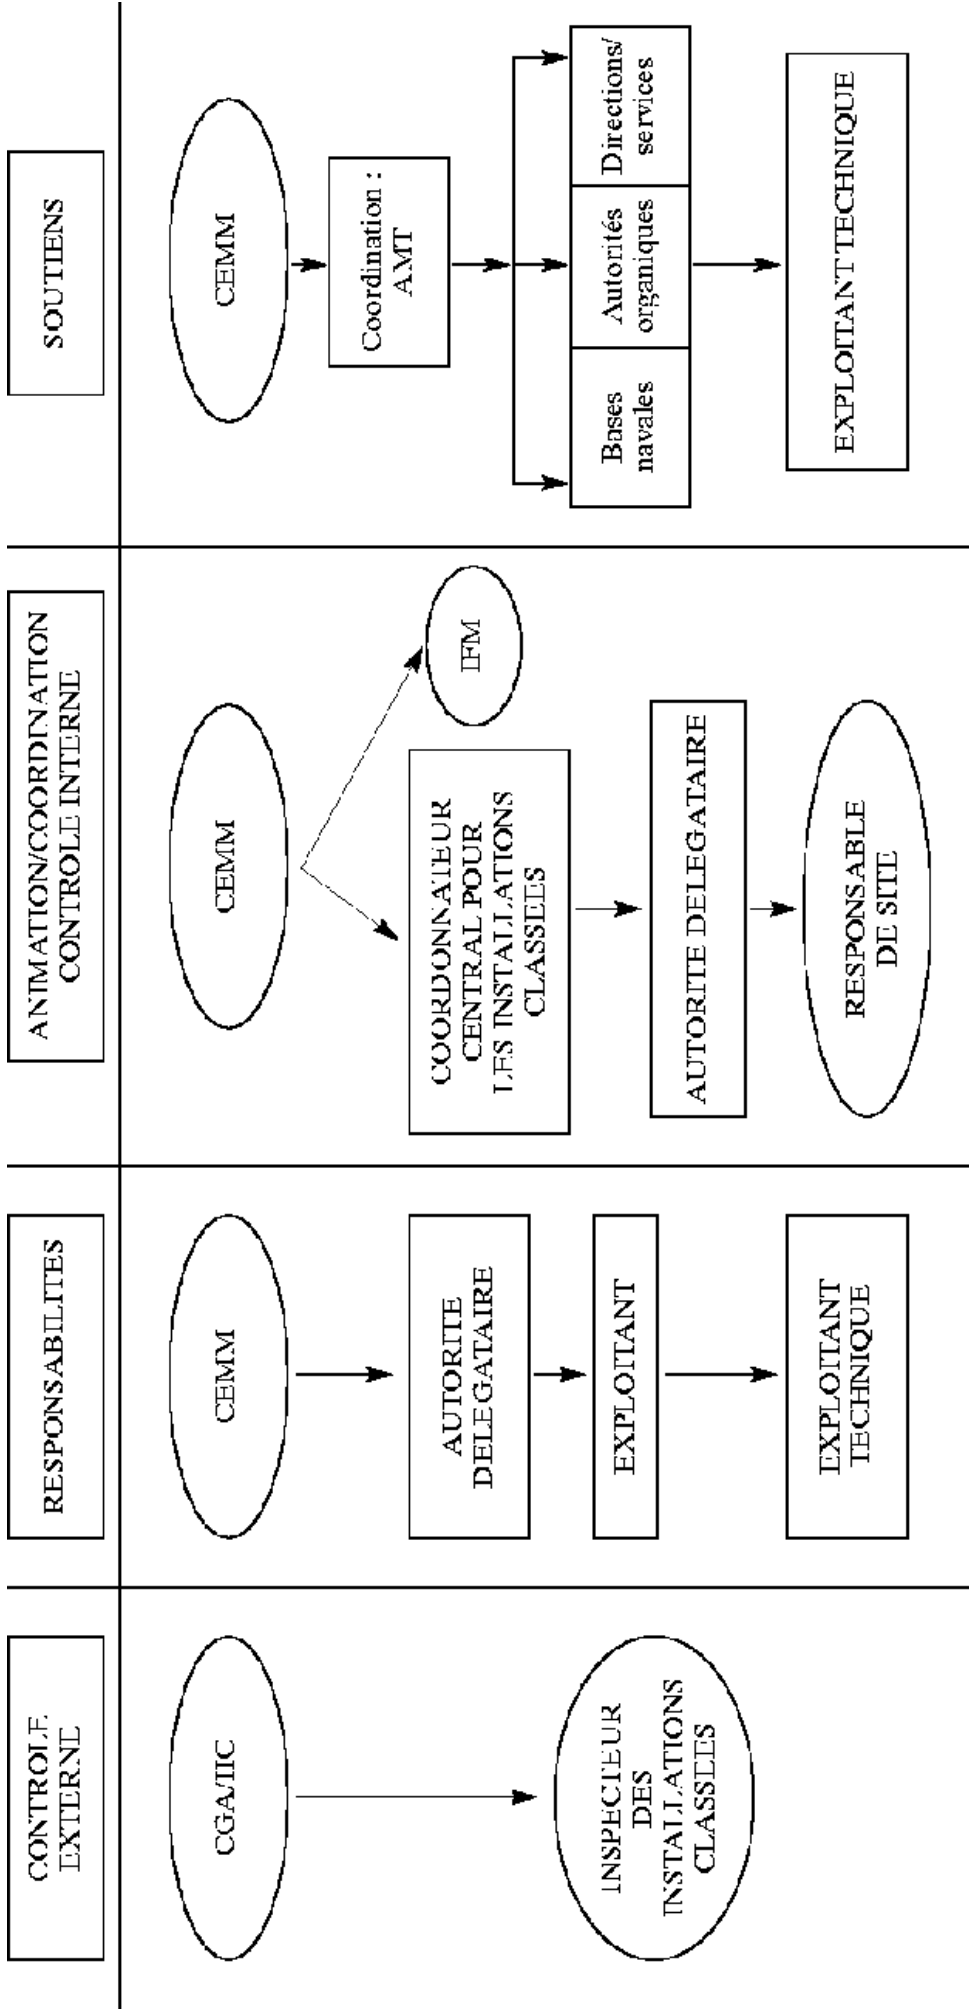 CONTROLE
EXTERNE
CGA/IIC
INSPECTEUR
DES
INSTALLATIONS
CLASSEES
RESPONSABILITES
CEMM
AUTORITE
DELEGATAIRE
EXPLOITANT
EXPLOITANT
TECHNIQUE
ANIMATION/COORDINATION
CONTROLE INTERNE
CEMM
IFM
COORDONNATEUR
CENTRAL POUR
LES INSTALLATIONS
CLASSEES
AUTORITE DELEGATAIRE
RESPONSABLE
DE SITE
SOUTIENS
CEMM
Coordination :
AMT
Bases
navales
Autorités
organiques
Directions/
services
EXPLOITANT TECHNIQUE